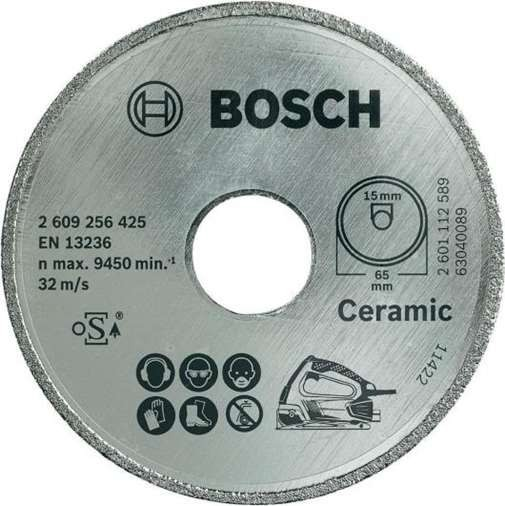 BOSCH
2 609 256 425
EN 13236
n max. 9450 min.-1
32 m/s
oSA®
15 mm
65
mm
Ceramic
2 601 112 589
63040089
11422